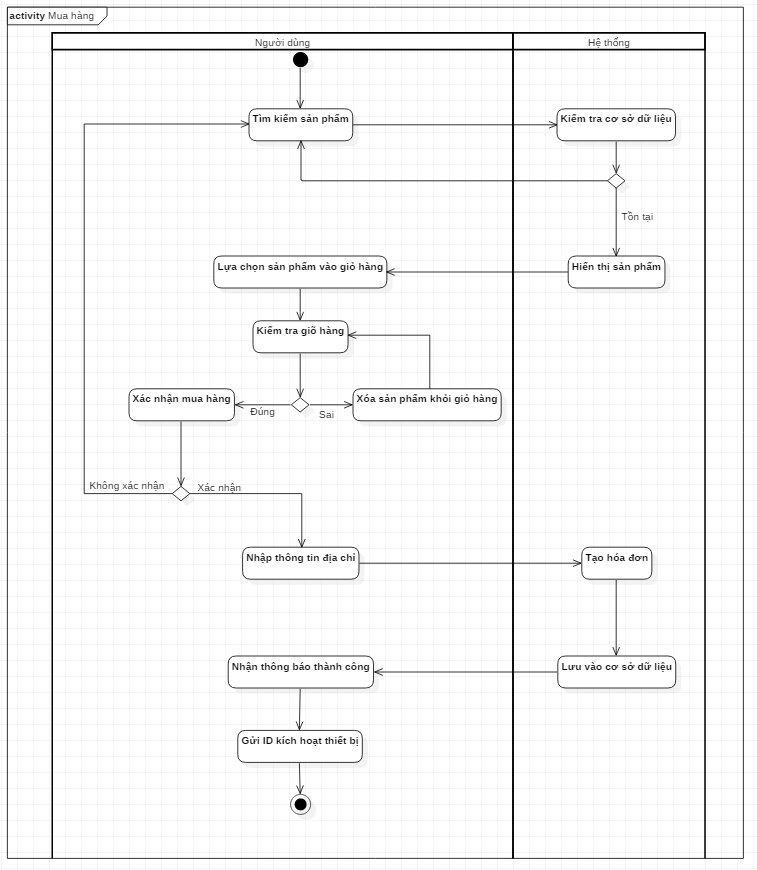 activity Mua hàng
Người dùng
Hệ thống
Tìm kiếm sản phẩm
Kiểm tra cơ sở dữ liệu
Tồn tại
Lựa chọn sản phẩm vào giỏ hàng
Hiển thị sản phẩm
Kiểm tra giõ hàng
Xác nhận mua hàng
Đúng
Sai
Xóa sản phẩm khỏi giỏ hàng
Không xác nhận
Xác nhận
Nhập thông tin địa chỉ
Tạo hóa đơn
Nhận thông báo thành công
Lưu vào cơ sở dữ liệu
Gửi ID kích hoạt thiết bị